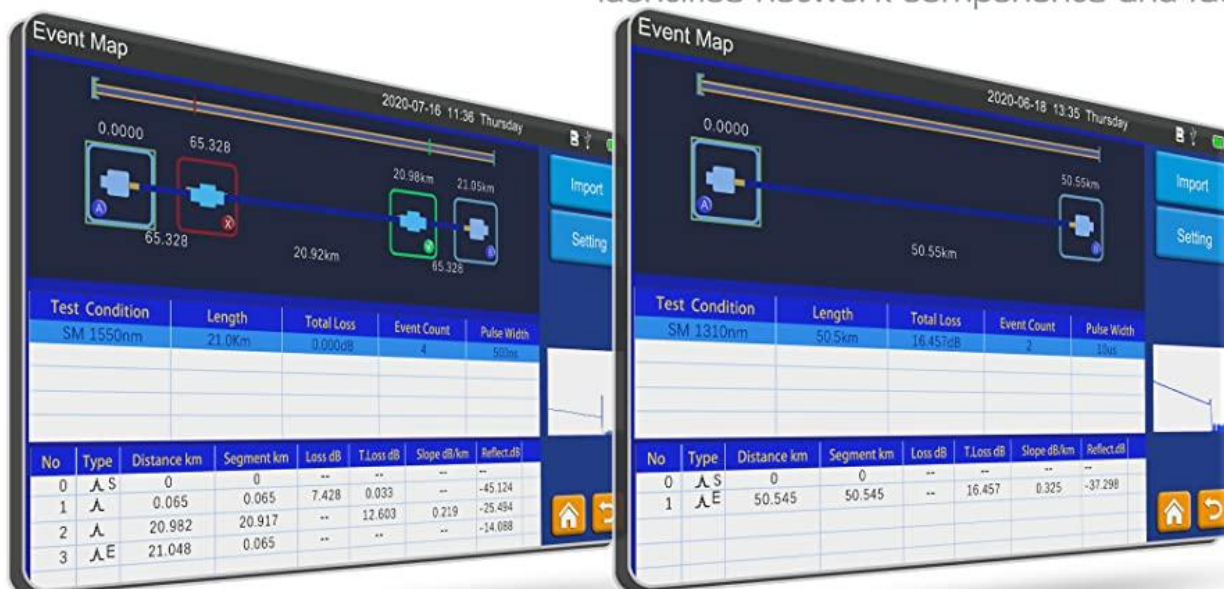 Event Map
2020-07-16 11:36 Thursday
0.0000
65.328
20.98km
21.05km
65.328
20.92km
65.328
Import
Setting
Test Condition Length Total Loss Event Count Pulse Width
SM 1550nm 21.0Km 0.000dB 4 500ns
No Type Distance km Segment km Loss dB T.Loss dB Slope dB/km Reflect.dB
0 S 0 0 -- -- -- --
1 0.065 0.065 7.428 0.033 -- -45.124
2 20.982 20.917 -- 12.603 0.219 -25.494
3 E 21.048 0.065 -- -- -- -14.088
Event Map
2020-06-18 13:35 Thursday
0.0000
50.55km
50.55km
Import
Setting
Test Condition Length Total Loss Event Count Pulse Width
SM 1310nm 50.5km 16.457dB 2 10us
No Type Distance km Segment km Loss dB T.Loss dB Slope dB/km Reflect.dB
0 S 0 0 -- -- -- --
1 E 50.545 50.545 -- 16.457 0.325 -37.298